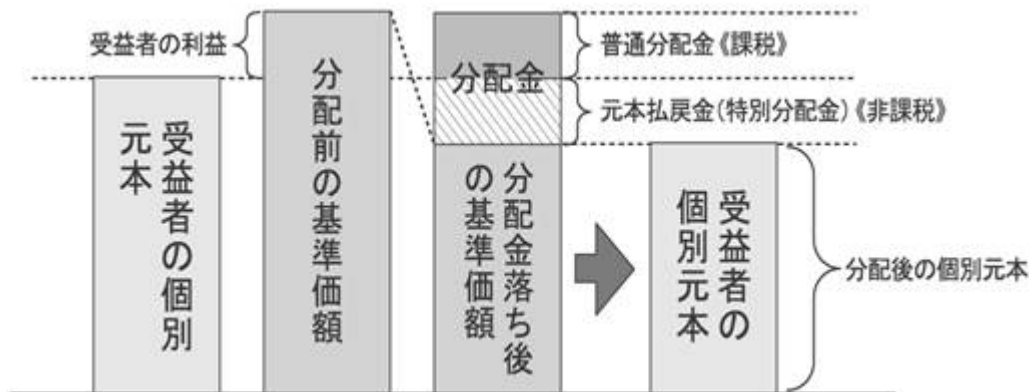 受益者の利益
受益者の個別
元本
分配前の基準価額
分配金
分配金落ち後
の基準価額
普通分配金《課税》
元本払戻金(特別分配金)《非課税》
受益者の
個別元本
分配後の個別元本